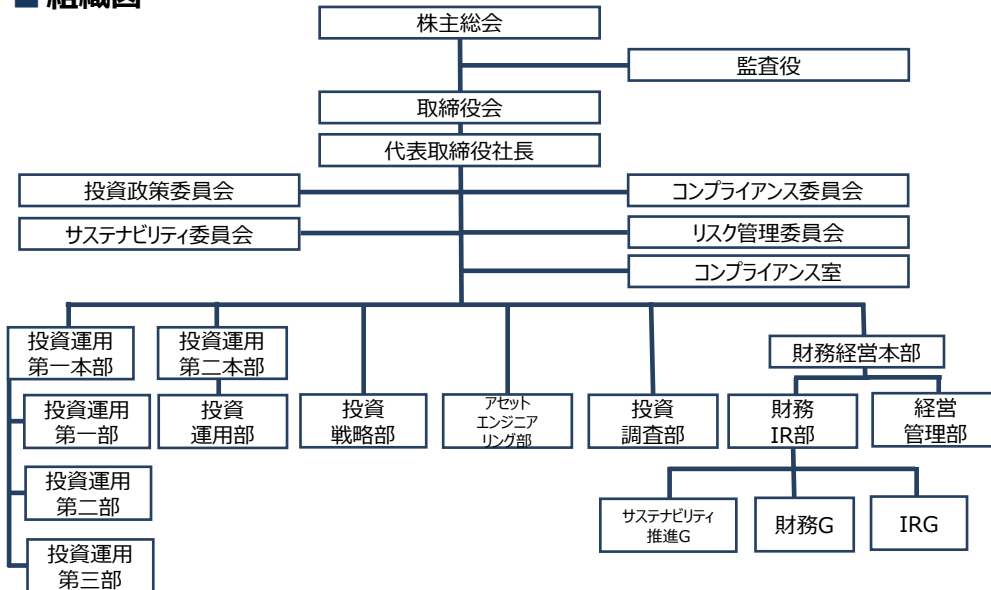 ■ 組織図
株主総会
監査役
取締役会
代表取締役社長
投資政策委員会
コンプライアンス委員会
サステナビリティ委員会
リスク管理委員会
コンプライアンス室
投資運用
第一本部
投資運用
第二本部
財務経営本部
投資運用
第一部
投資
運用部
投資
戦略部
アセット
エンジニア
リング部
投資
調査部
財務
IR部
経営
管理部
投資運用
第二部
サステナビリティ
推進G
財務G
IRG
投資運用
第三部